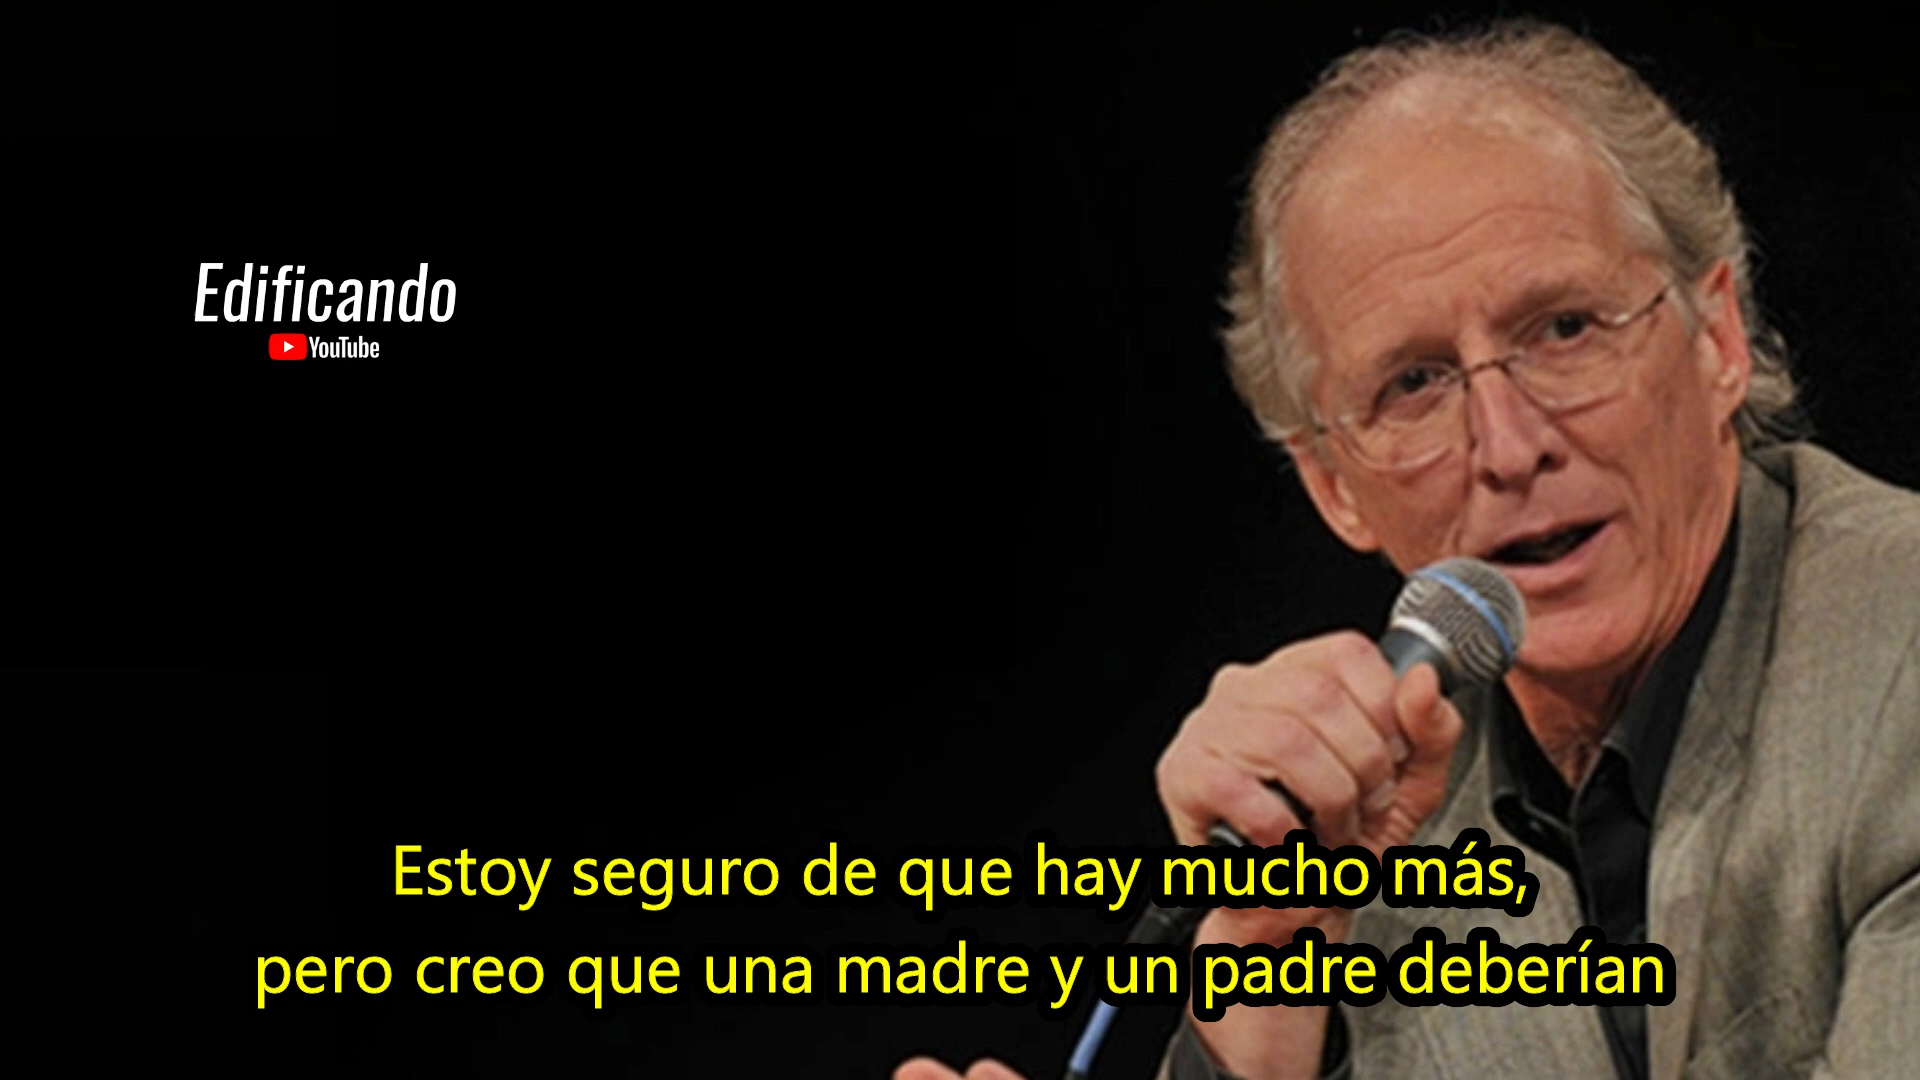 Edificando
YouTube
Estoy seguro de que hay mucho más,
pero creo que una madre y un padre deberían